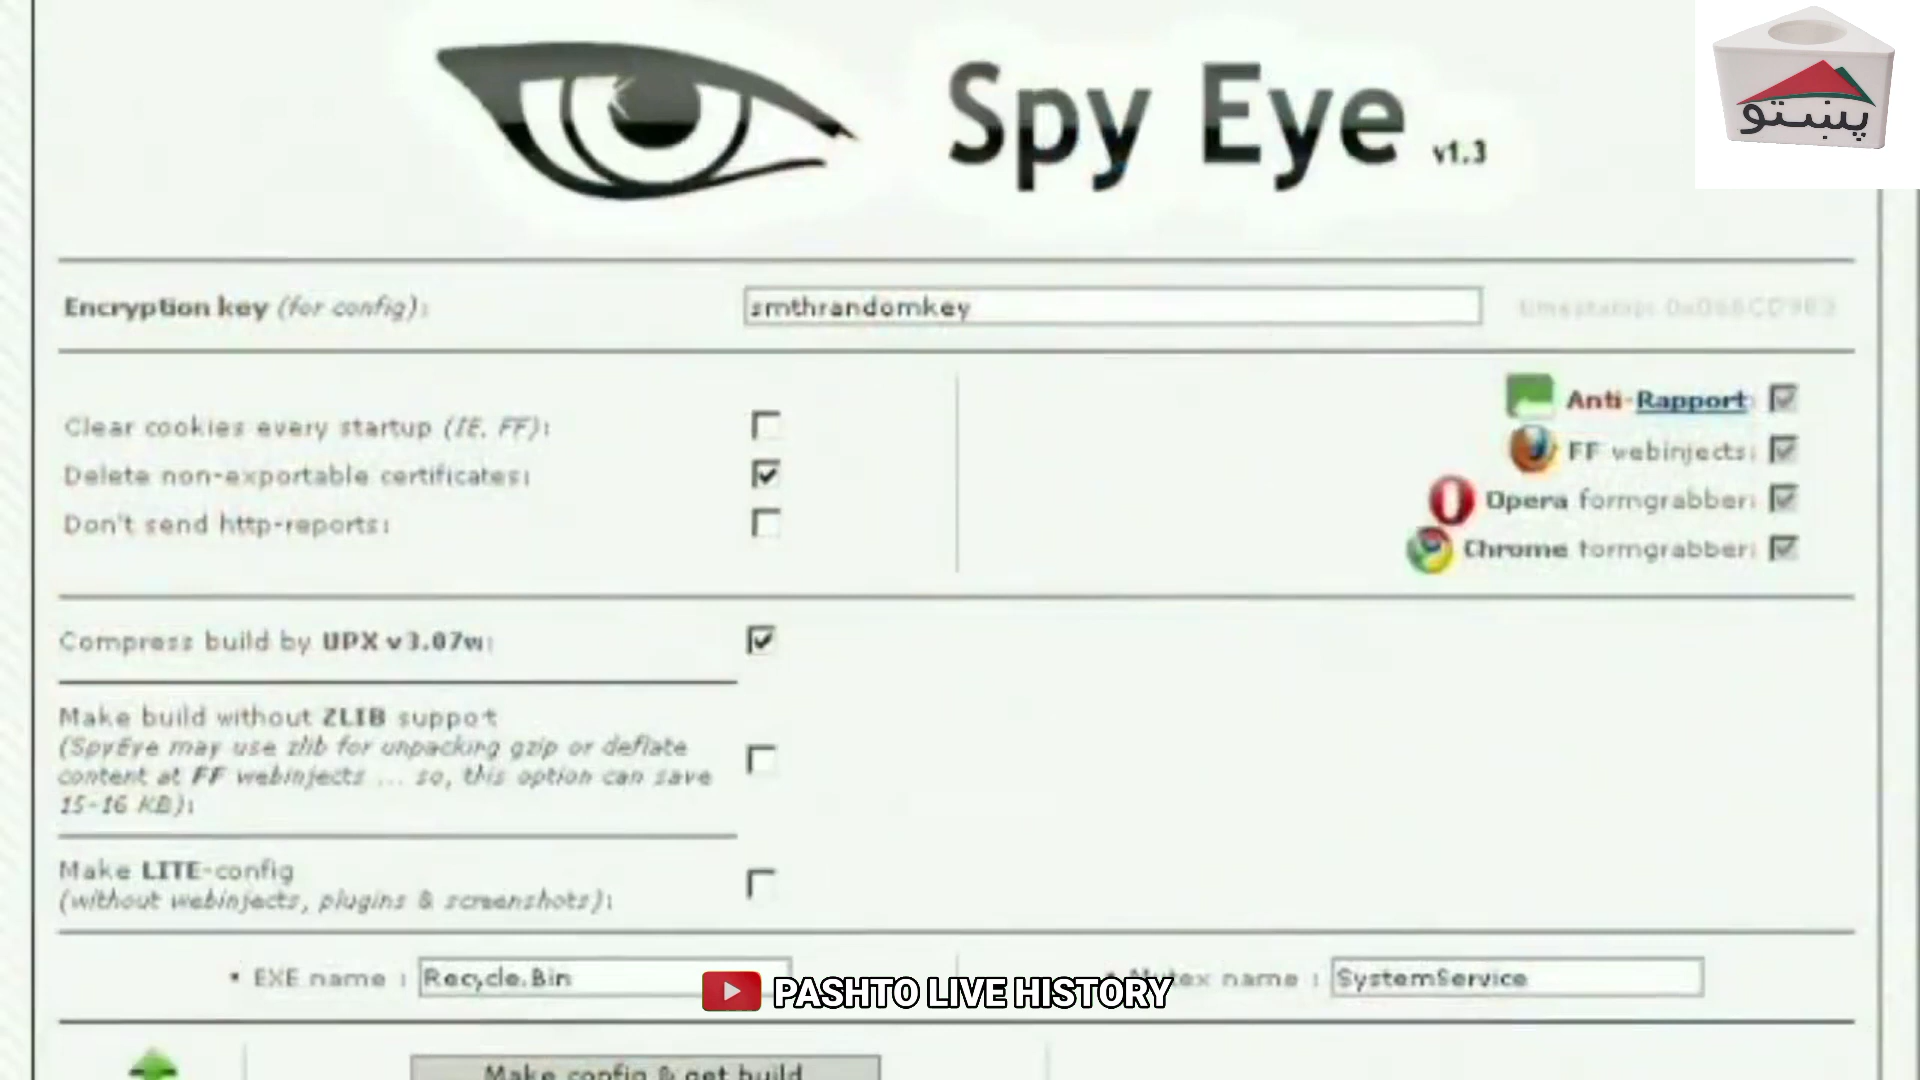 پښتو
Spy Eye v1.3
Encryption key (for config):
smthrandomkey
Clear cookies every startup (IE, FF):
Delete non-exportable certificates:
Don't send http-reports:
Anti-Rapport:
FF webinjects:
Opera formgrabber:
Chrome formgrabber:
Compress build by UPX v3.07w:
Make build without ZLIB support
(SpyEye may use zlib for unpacking gzip or deflate
content at FF webinjects ... so, this option can save
15-16 KB):
Make LITE-config
(without webinjects, plugins & screenshots):
EXE name :
Recycle.Bin
name :
SystemService
PASHTO LIVE HISTORY
Make config & get build